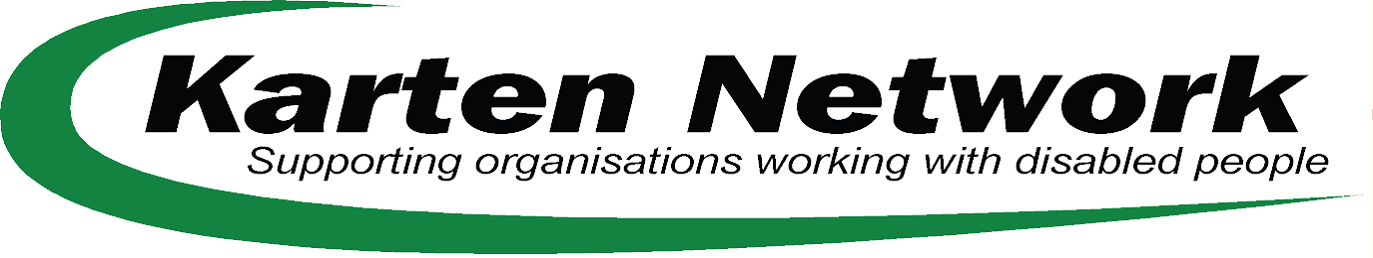 Karten Network
Supporting organisations working with disabled people